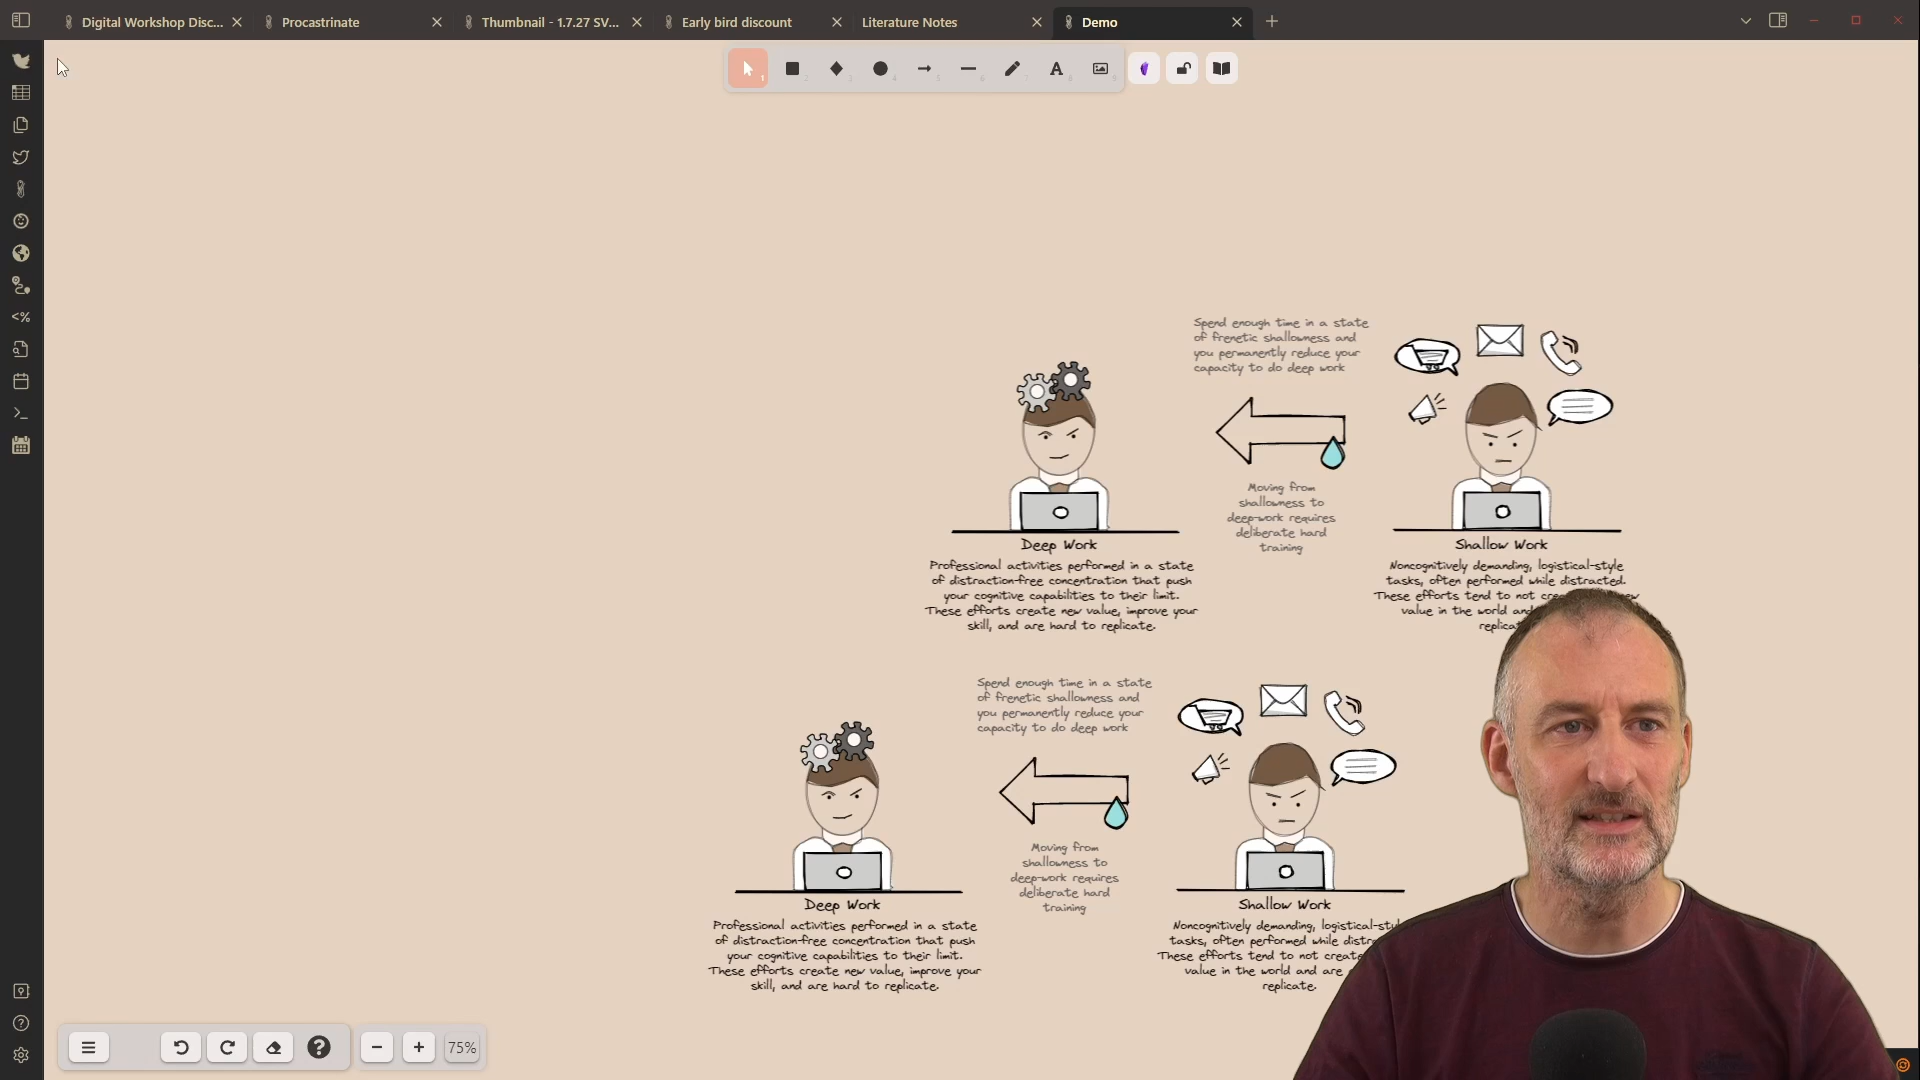 Digital Workshop Disc...
Procastrinate
Thumbnail - 1.7.27 SV...
Early bird discount
Literature Notes
Demo
Spend enough time in a state
of frenetic shallowness and
you permanently reduce your
capacity to do deep work
Moving from
shallowness to
deep-work requires
deliberate hard
training
Deep Work
Professional activities performed in a state
of distraction-free concentration that push
your cognitive capabilities to their limit.
These efforts create new value, improve your
skill, and are hard to replicate.
Shallow Work
Noncognitively demanding, logistical-style
tasks, often performed while distracted.
These efforts tend to not new
value in the world and
Spend enough time in a state
of frenetic shallowness and
you permanently reduce your
capacity to do deep work
Moving from
shallowness to
deep-work requires
deliberate hard
training
Deep Work
Professional activities performed in a state
of distraction-free concentration that push
your cognitive capabilities to their limit.
These efforts create new value, improve your
skill, and are hard to replicate.
Shallow Work
Noncognitively demanding,
tasks, often performed while
These efforts tend to not create
value in the world and are
replicate.
75%